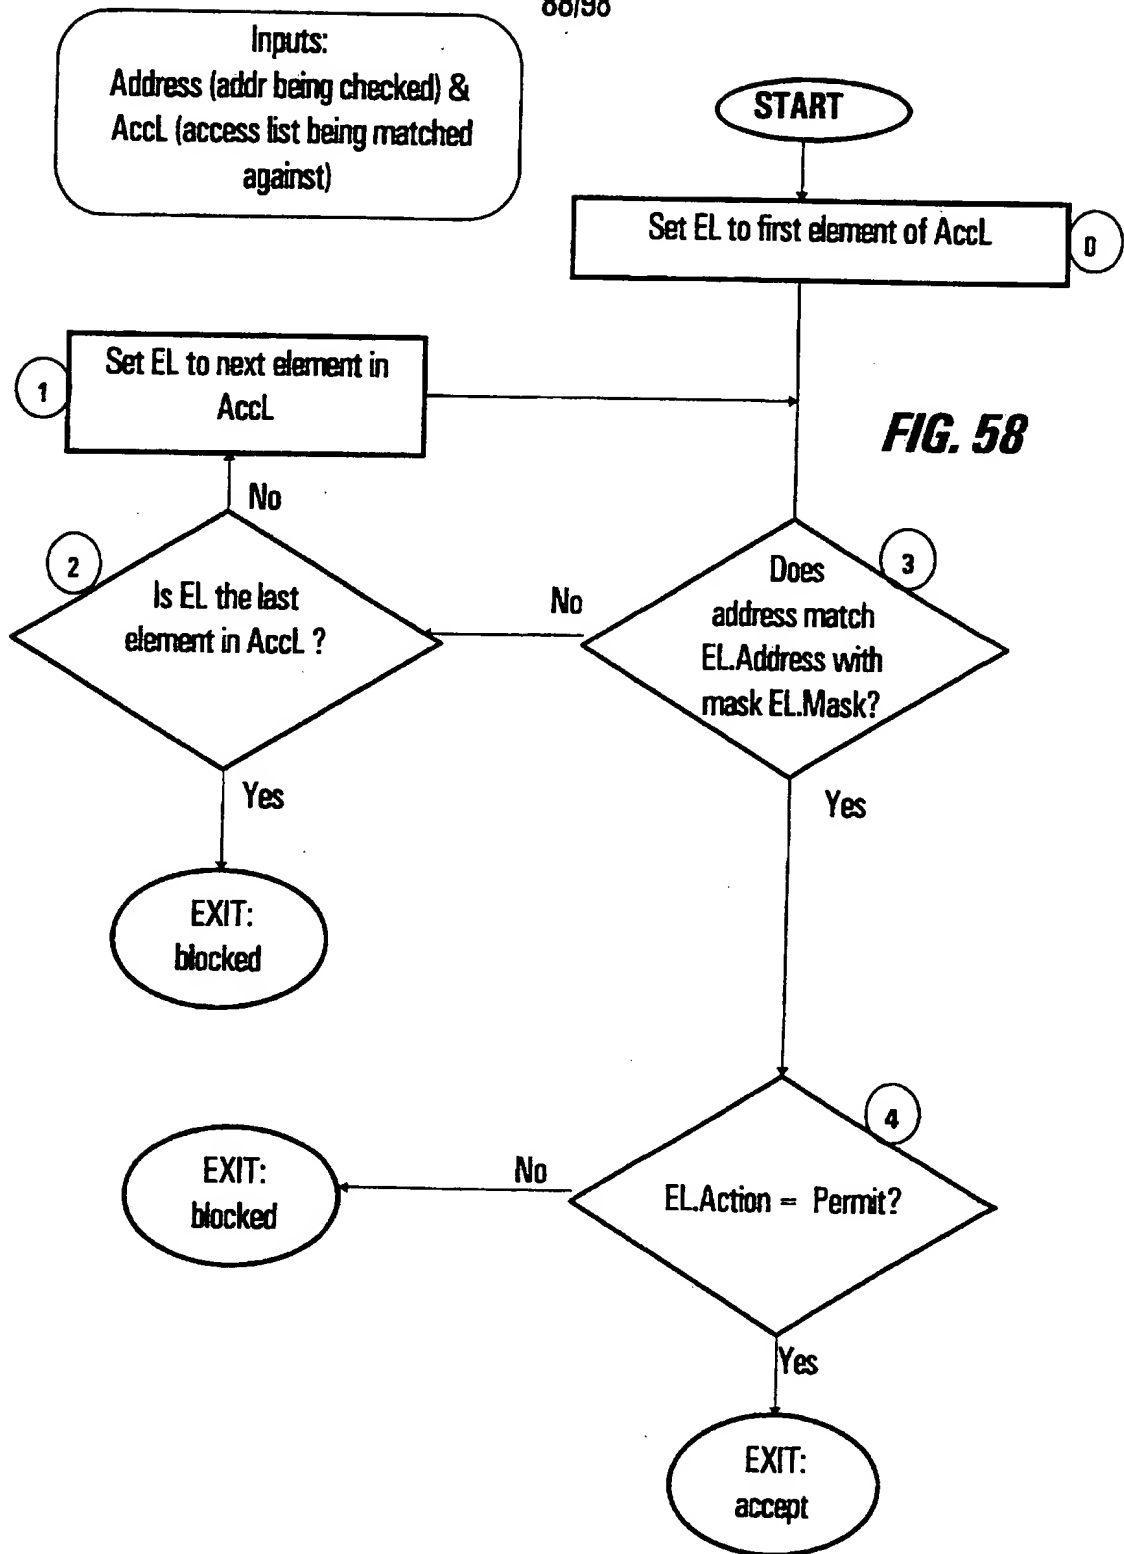 88/98
Inputs:
Address (addr being checked) &
AccL (access list being matched
against)
START
Set EL to first element of AccL
0
Set EL to next element in
AccL
1
FIG. 58
No
2
Is EL the last
element in AccL ?
No
3
Does
address match
EL.Address with
mask EL.Mask?
Yes
Yes
EXIT:
blocked
4
EXIT:
blocked
No
EL.Action = Permit?
Yes
EXIT:
accept